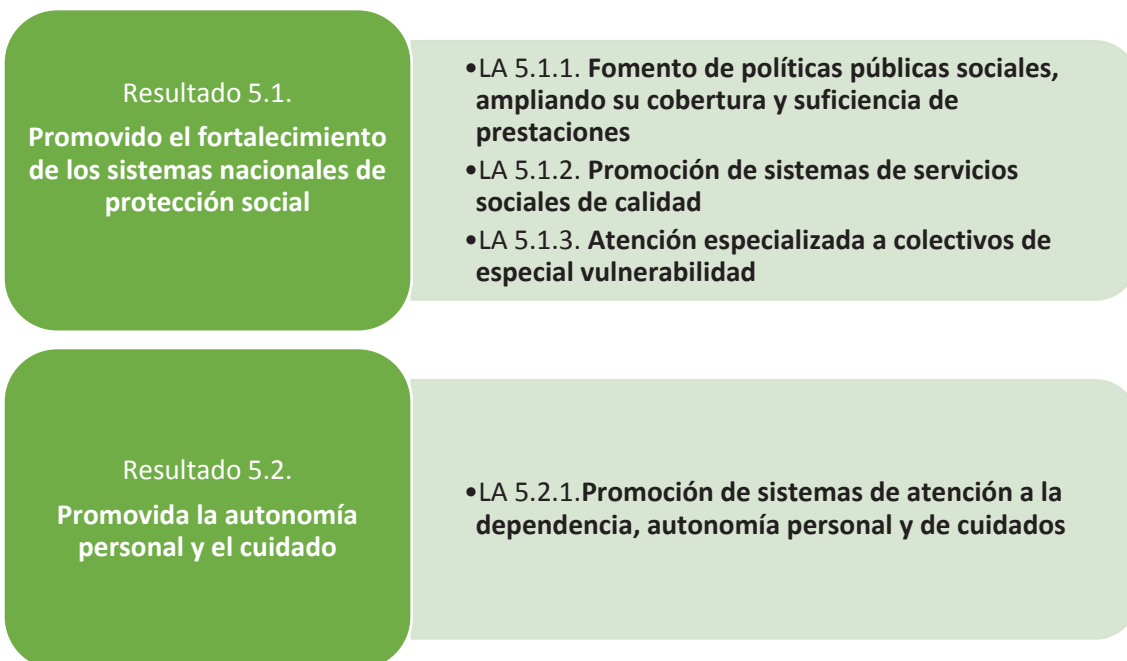 Resultado 5.1.
Promovido el fortalecimiento
de los sistemas nacionales de
protección social
•LA 5.1.1. Fomento de políticas públicas sociales,
ampliando su cobertura y suficiencia de
prestaciones
•LA 5.1.2. Promoción de sistemas de servicios
sociales de calidad
•LA 5.1.3. Atención especializada a colectivos de
especial vulnerabilidad
Resultado 5.2.
Promovida la autonomía
personal y el cuidado
•LA 5.2.1.Promoción de sistemas de atención a la
dependencia, autonomía personal y de cuidados